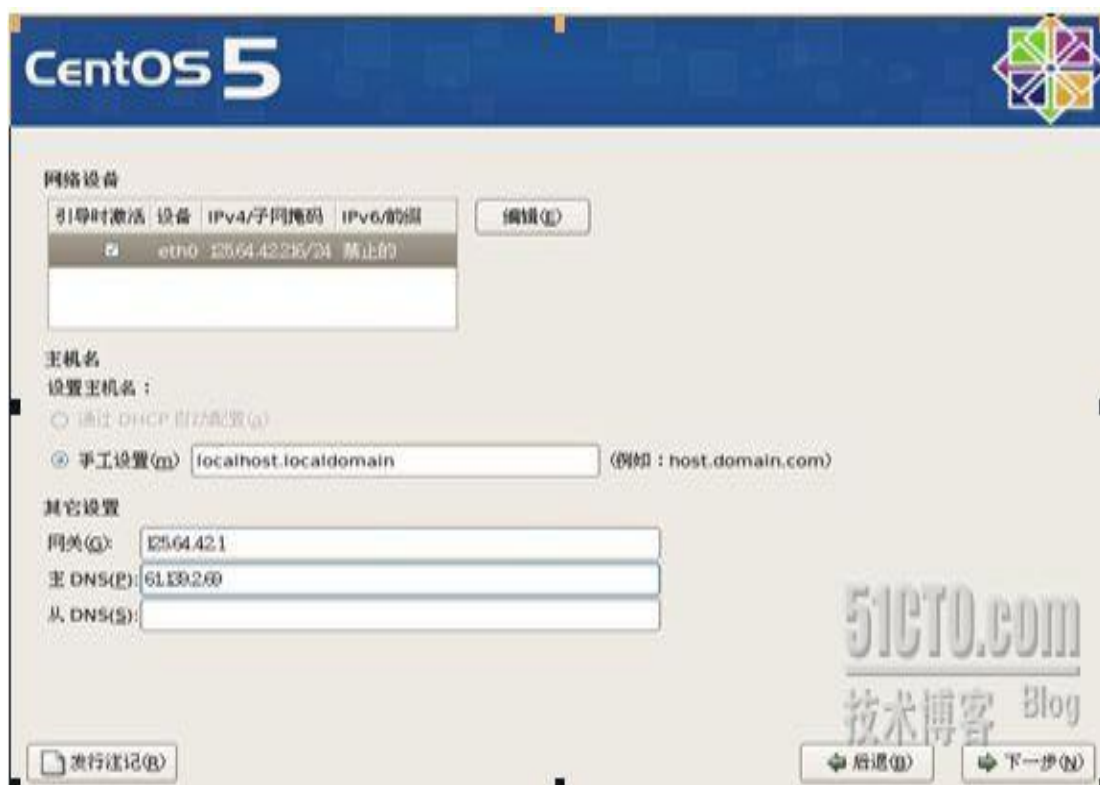 CentOS 5
网络设备
引导时激活 设备 IPv4/子网掩码 IPv6/前缀
编辑(E)
eth0 125.64.42.216/24 禁止的
主机名
设置主机名：
通过 DHCP 自动配置(a)
手工设置(m) localhost.localdomain (例如：host.domain.com)
其它设置
网关(G): 125.64.42.1
主 DNS(P): 61.139.2.69
从 DNS(S):
51CTO.com
技术博客 Blog
发行注记(R)
后退(B)
下一步(N)